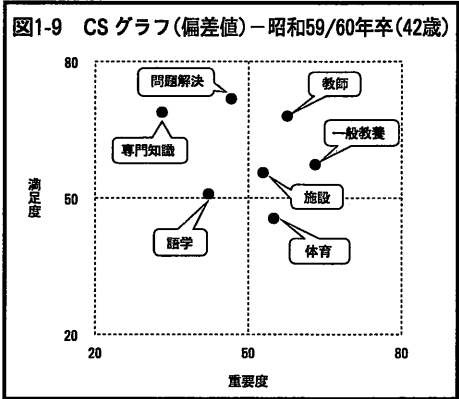 図1-9 CSグラフ(偏差値)－昭和59/60年卒(42歳)
80
問題解決
教師
専門知識
一般教養
満足度
50
施設
語学
体育
20
20 50 80
重要度